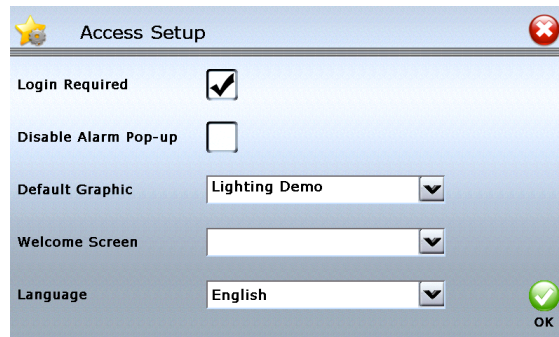 Access Setup
Login Required
Disable Alarm Pop-up
Default Graphic Lighting Demo
Welcome Screen
Language English
OK